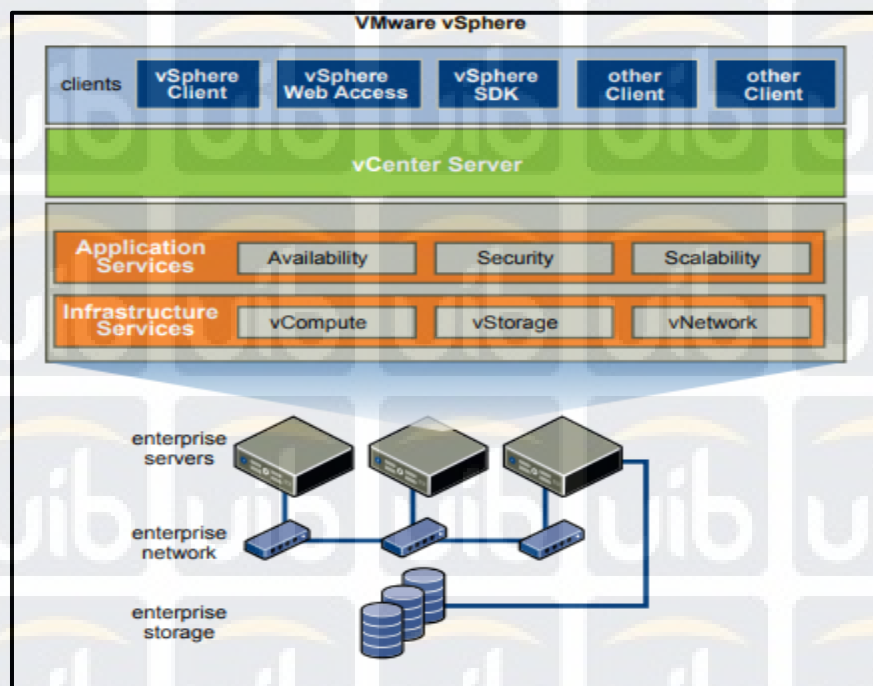 VMware vSphere
clients
vSphere
Client
vSphere
Web Access
vSphere
SDK
other
Client
other
Client
vCenter Server
Application
Services
Availability
Security
Scalability
Infrastructure
Services
vCompute
vStorage
vNetwork
enterprise
servers
enterprise
network
enterprise
storage
uib